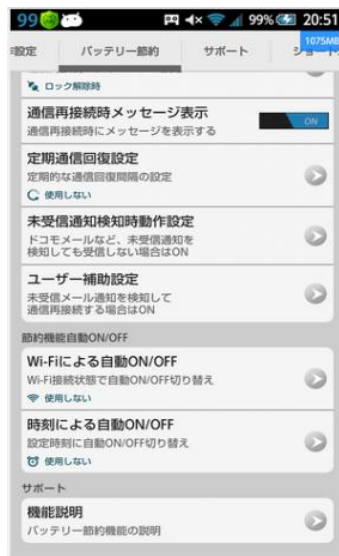 99 99% 20:51
1075MB
設定 バッテリー節約 サポート
ロック解除時
通信再接続時メッセージ表示
通信再接続時にメッセージを表示する
ON
定期通信回復設定
定期的な通信回復間隔の設定
使用しない
未受信通知検知時動作設定
ドコモメールなど、未受信通知を
検知しても受信しない場合はON
ユーザー補助設定
未受信メール通知を検知して
通信再接続する場合はON
節約機能自動ON/OFF
Wi-Fiによる自動ON/OFF
Wi-Fi接続状態で自動ON/OFF切り替え
使用しない
時刻による自動ON/OFF
設定時刻に自動ON/OFF切り替え
使用しない
サポート
機能説明
バッテリー節約機能の説明